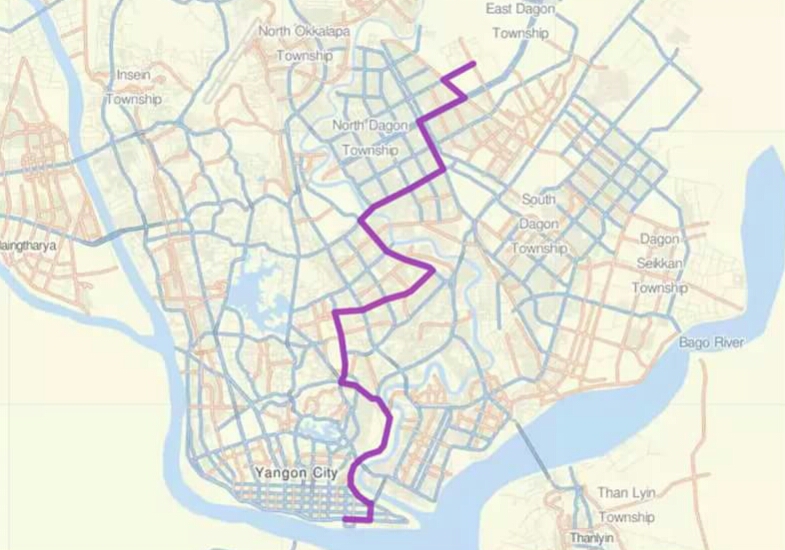 East Dagon
Township
North Okkalapa
Township
Insein
Township
North Dagon
Township
South
Dagon
Township
Dagon
Seikkan
Township
laingtharya
Bago River
Yangon City
Than Lyin
Township
Thanlyin